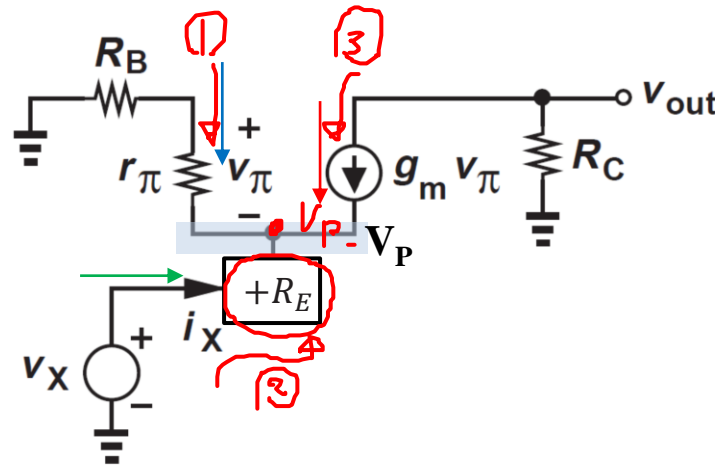 1
3
R_B
v_out
+
r_π
v_π
g_m v_π
R_C
−
V_P
V_P
+R_E
i_X
+
v_X
2
−